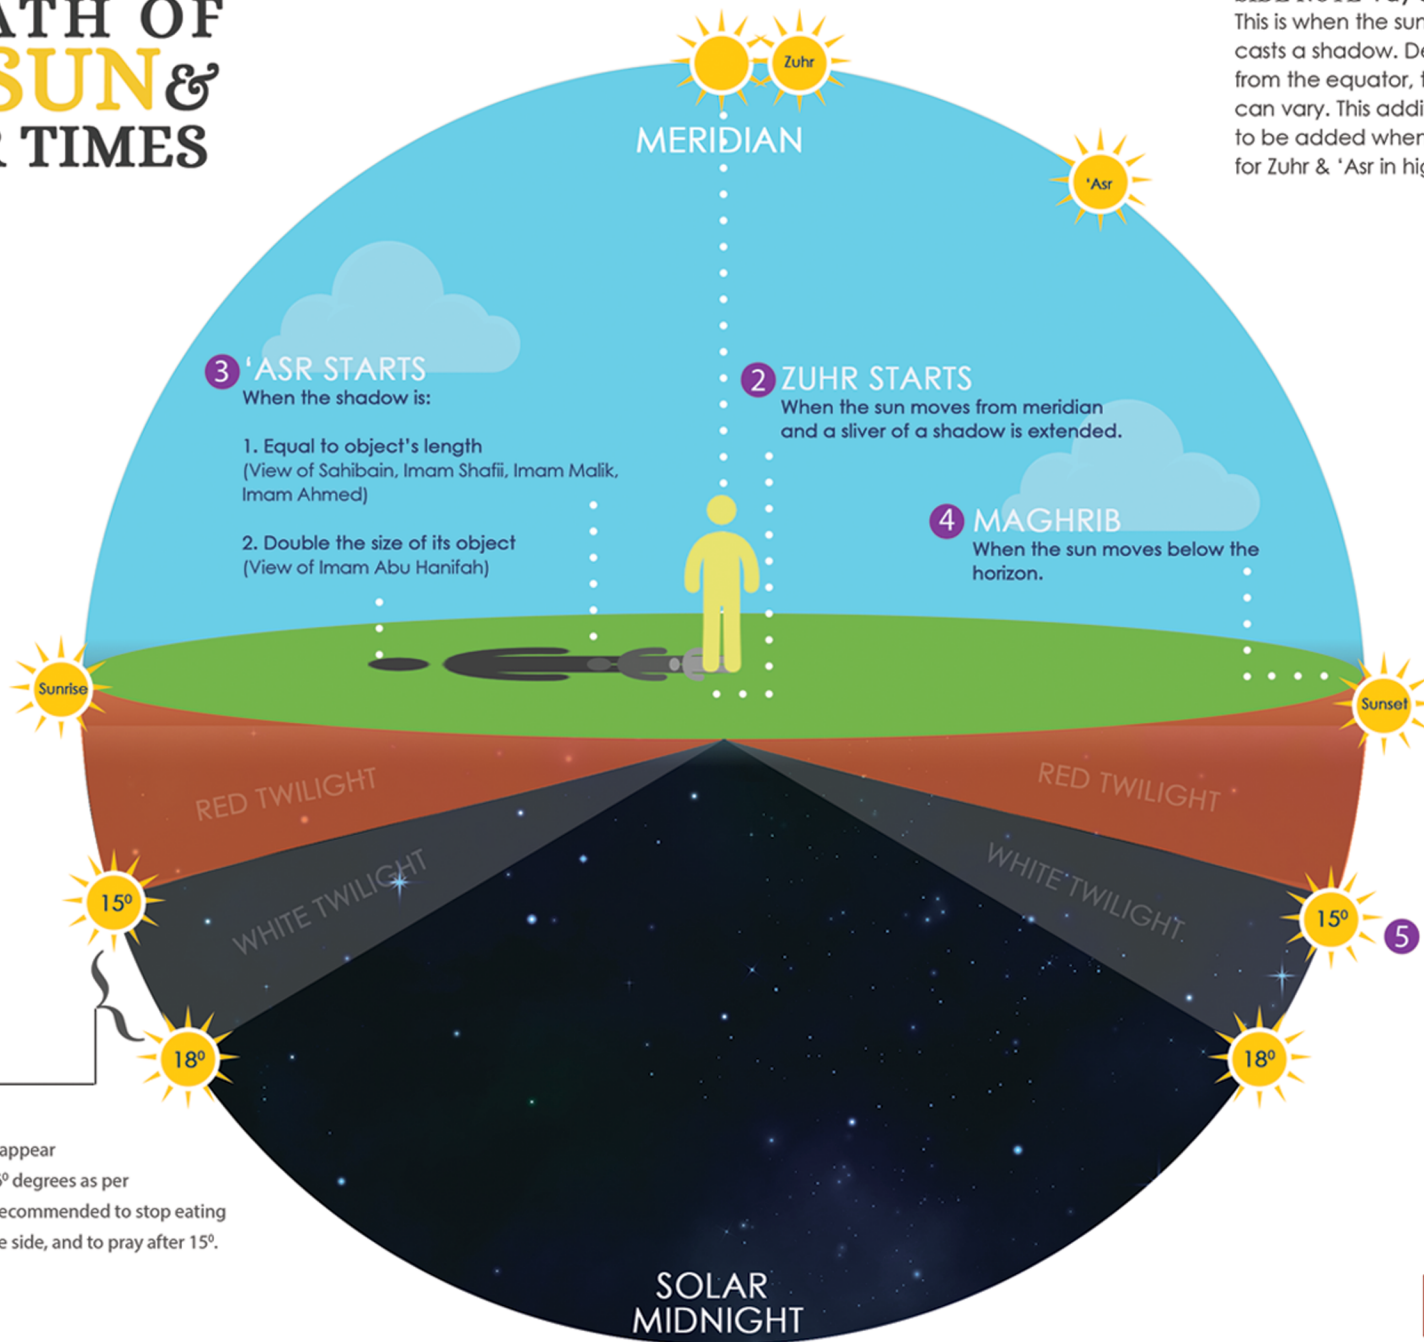 ATH OF
SUN &
R TIMES
This is when the sun
casts a shadow. De
from the equator, t
can vary. This addi
to be added when
for Zuhr & ‘Asr in hig
Zuhr
MERIDIAN
‘Asr
3 ‘ASR STARTS
When the shadow is:
1. Equal to object’s length
(View of Sahibain, Imam Shafii, Imam Malik,
Imam Ahmed)
2. Double the size of its object
(View of Imam Abu Hanifah)
2 ZUHR STARTS
When the sun moves from meridian
and a sliver of a shadow is extended.
4 MAGHRIB
When the sun moves below the
horizon.
Sunrise
Sunset
RED TWILIGHT
RED TWILIGHT
WHITE TWILIGHT
WHITE TWILIGHT
15⁰
15⁰
5
18⁰
18⁰
appear
⁰ degrees as per
ecommended to stop eating
e side, and to pray after 15⁰.
SOLAR
MIDNIGHT